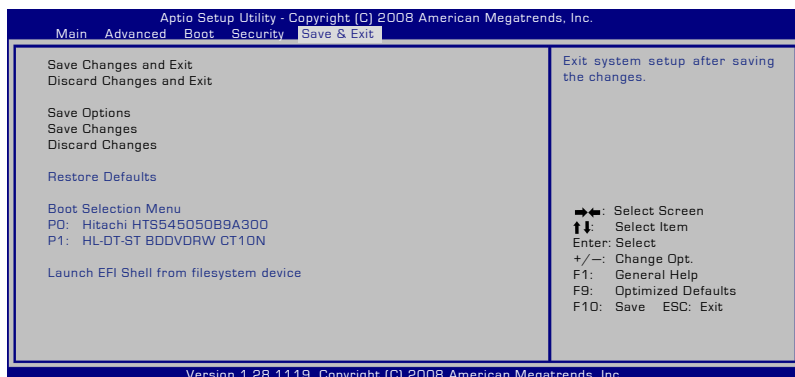 Aptio Setup Utility - Copyright (C) 2008 American Megatrends, Inc.
Main Advanced Boot Security Save & Exit
Save Changes and Exit
Discard Changes and Exit
Save Options
Save Changes
Discard Changes
Restore Defaults
Boot Selection Menu
P0: Hitachi HTS545050B9A300
P1: HL-DT-ST BDDVDRW CT10N
Launch EFI Shell from filesystem device
Exit system setup after saving
the changes.
→←: Select Screen
↑↓: Select Item
Enter: Select
+/—: Change Opt.
F1: General Help
F9: Optimized Defaults
F10: Save ESC: Exit
Version 1.28.1119. Copyright (C) 2008 American Megatrends, Inc.